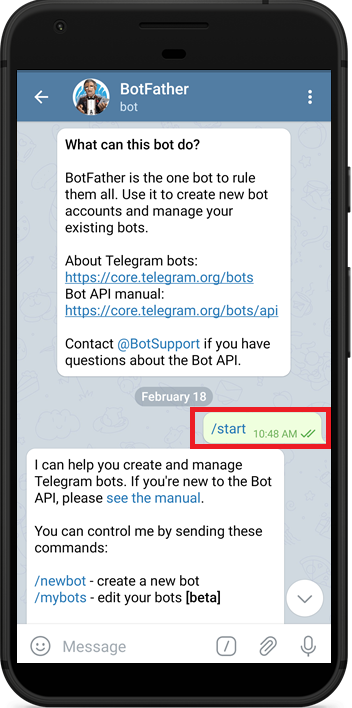 BotFather
bot
What can this bot do?
BotFather is the one bot to rule
them all. Use it to create new bot
accounts and manage your
existing bots.
About Telegram bots:
https://core.telegram.org/bots
Bot API manual:
https://core.telegram.org/bots/api
Contact @BotSupport if you have
questions about the Bot API.
February 18
/start 10:48 AM
I can help you create and manage
Telegram bots. If you're new to the Bot
API, please see the manual.
You can control me by sending these
commands:
/newbot - create a new bot
/mybots - edit your bots [beta]
Message